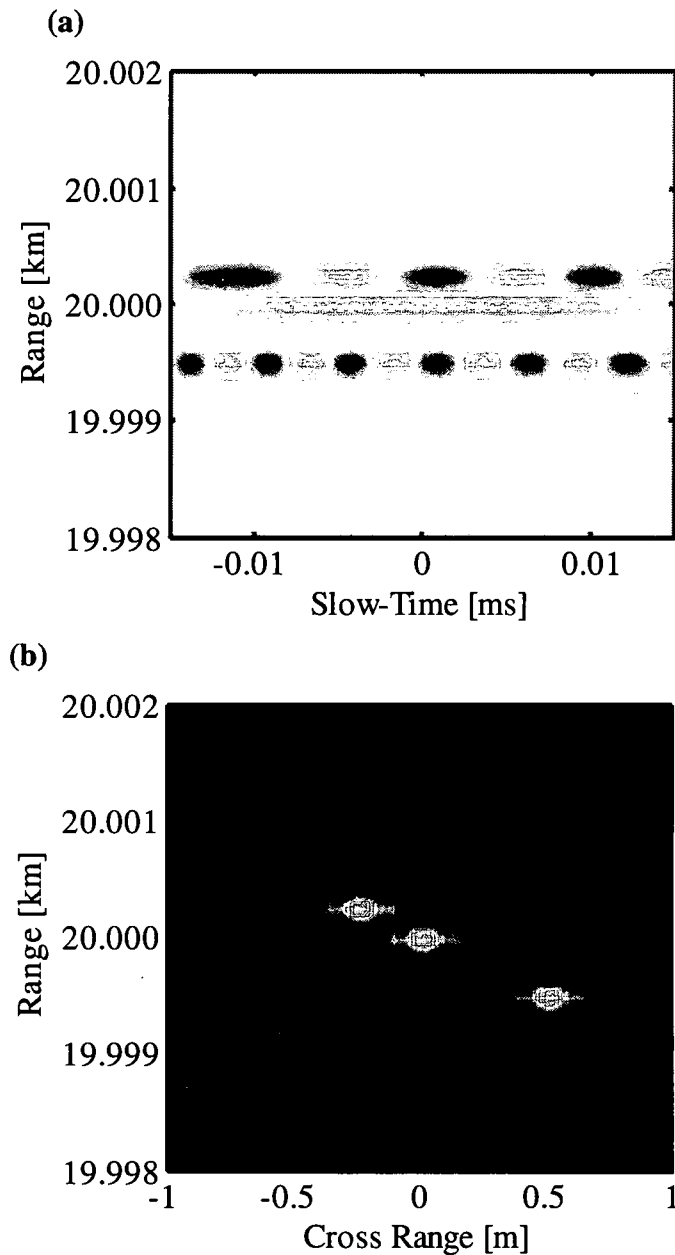 (a)
20.002
20.001
20.000
19.999
19.998
Range [km]
-0.01 0 0.01
Slow-Time [ms]
(b)
20.002
20.001
20.000
19.999
19.998
Range [km]
-1 -0.5 0 0.5 1
Cross Range [m]